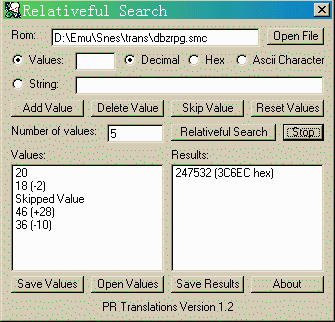 Relativeful Search
Rom: D:\Emu\Snes\trans\dbzrpg.smc Open File
Values: Decimal Hex Ascii Character
String:
Add Value Delete Value Skip Value Reset Values
Number of values: 5 Relativeful Search Stop
Values: Results:
20 247532 (3C6EC hex)
18 (-2)
Skipped Value
46 (+28)
36 (-10)
Save Values Open Values Save Results About
PR Translations Version 1.2